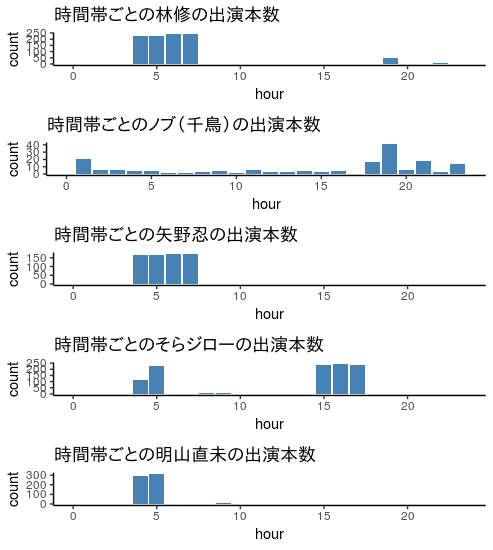 時間帯ごとの林修の出演本数
count
250
200
150
100
50
0
0 5 10 15 20
hour
時間帯ごとのノブ（千鳥）の出演本数
count
40
30
20
10
0
0 5 10 15 20
hour
時間帯ごとの矢野忍の出演本数
count
150
100
50
0
0 5 10 15 20
hour
時間帯ごとのそらジローの出演本数
count
250
200
150
100
50
0
0 5 10 15 20
hour
時間帯ごとの明山直未の出演本数
count
300
200
100
0
0 5 10 15 20
hour